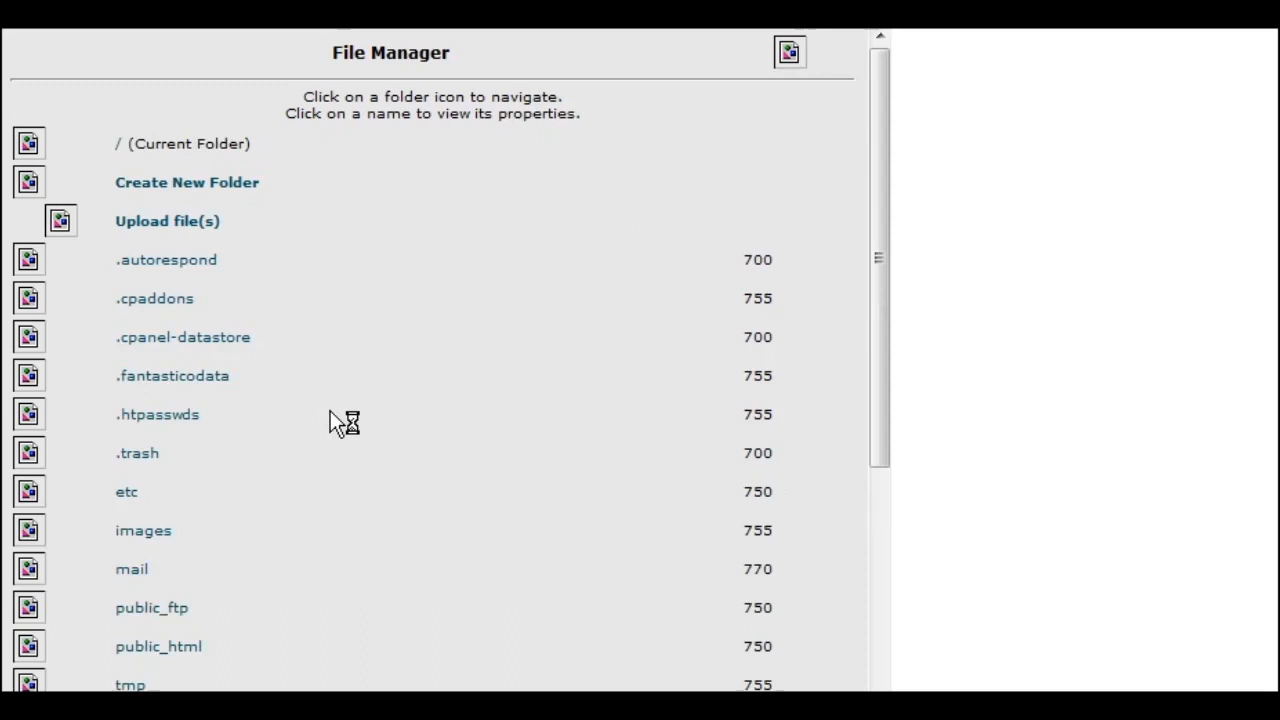 File Manager
Click on a folder icon to navigate.
Click on a name to view its properties.
/ (Current Folder)
Create New Folder
Upload file(s)
.autorespond 700
.cpaddons 755
.cpanel-datastore 700
.fantasticodata 755
.htpasswds 755
.trash 700
etc 750
images 755
mail 770
public_ftp 750
public_html 750
tmp 755